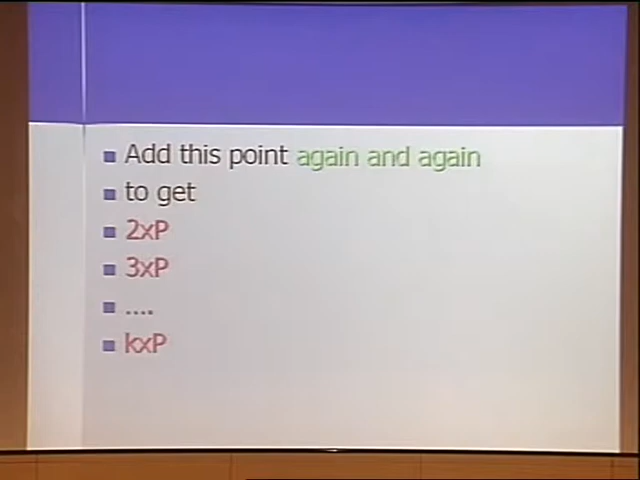 Add this point again and again
to get
2xP
3xP
....
kxP